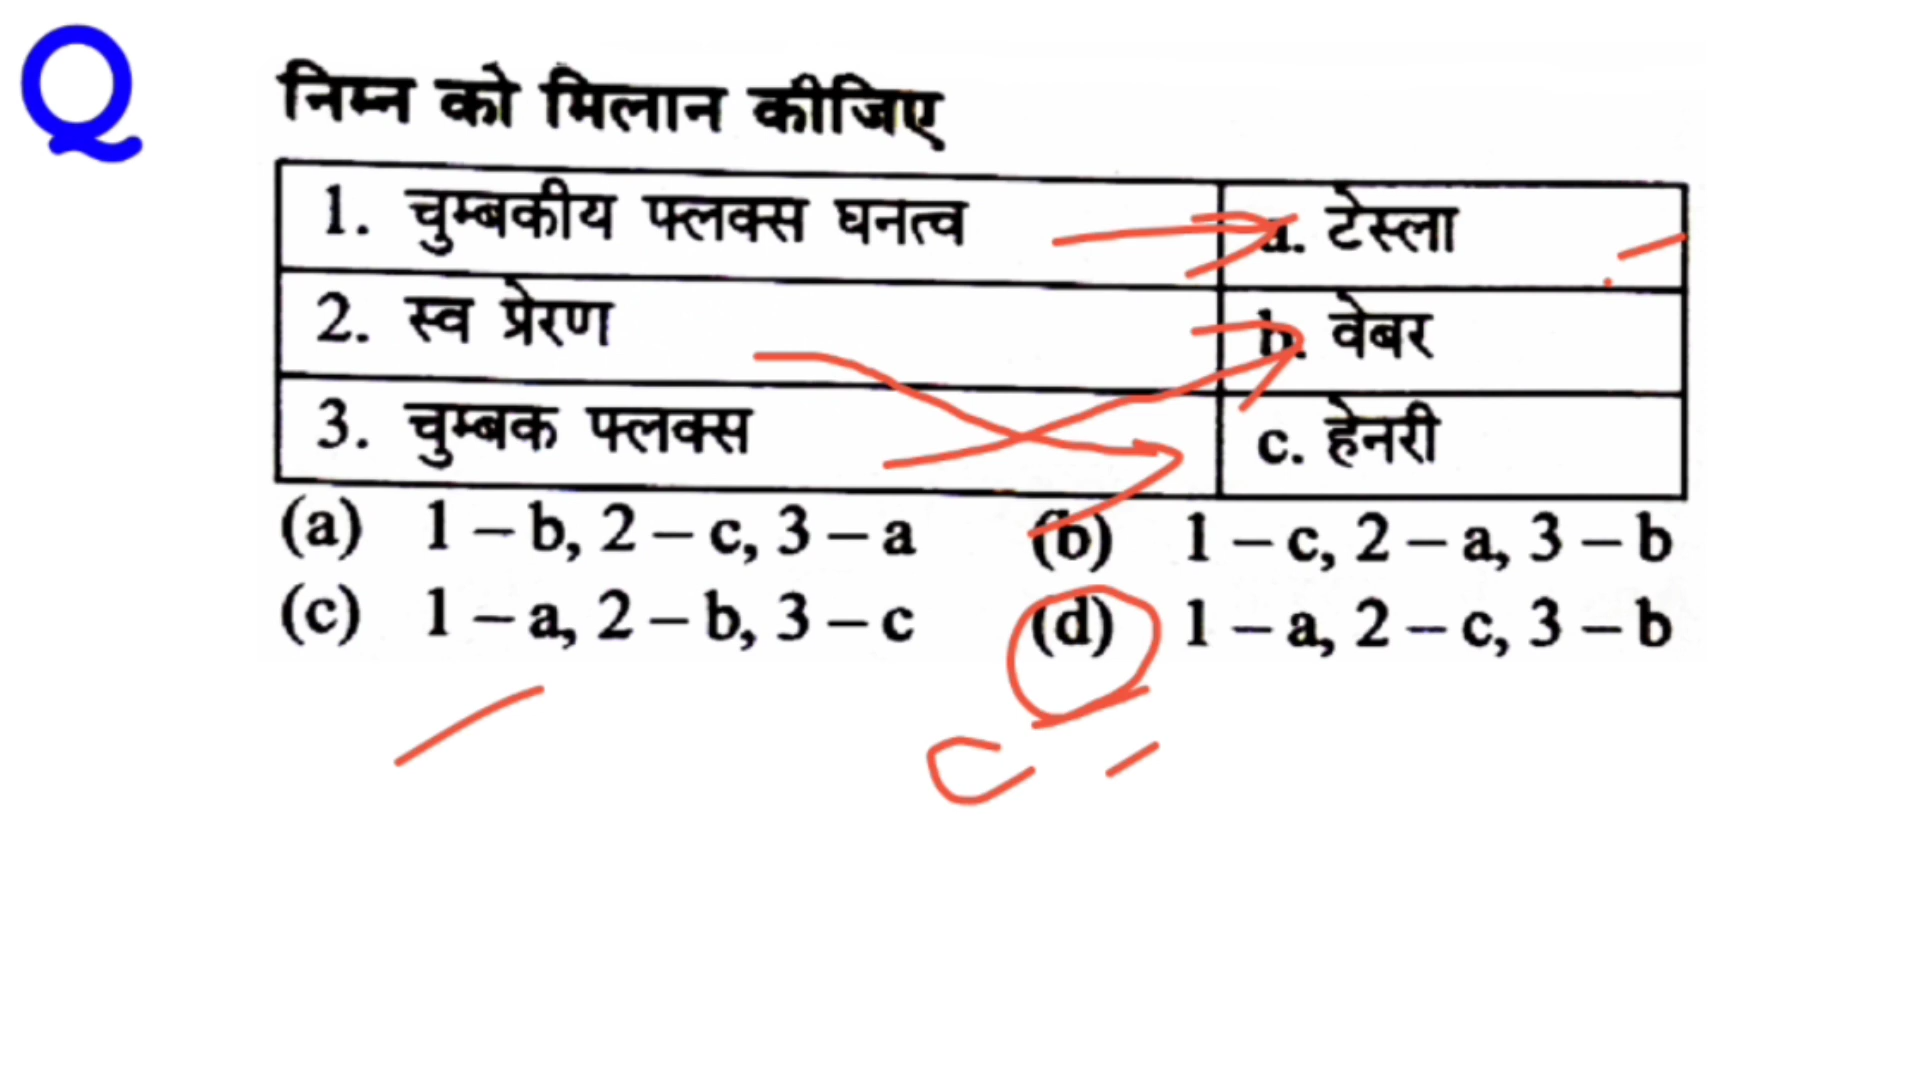 Q
निम्न को मिलान कीजिए
1. चुम्बकीय फ्लक्स घनत्व a. टेस्ला
2. स्व प्रेरण b. वेबर
3. चुम्बक फ्लक्स c. हेनरी
(a) 1 – b, 2 – c, 3 – a (b) 1 – c, 2 – a, 3 – b
(c) 1 – a, 2 – b, 3 – c (d) 1 – a, 2 – c, 3 – b